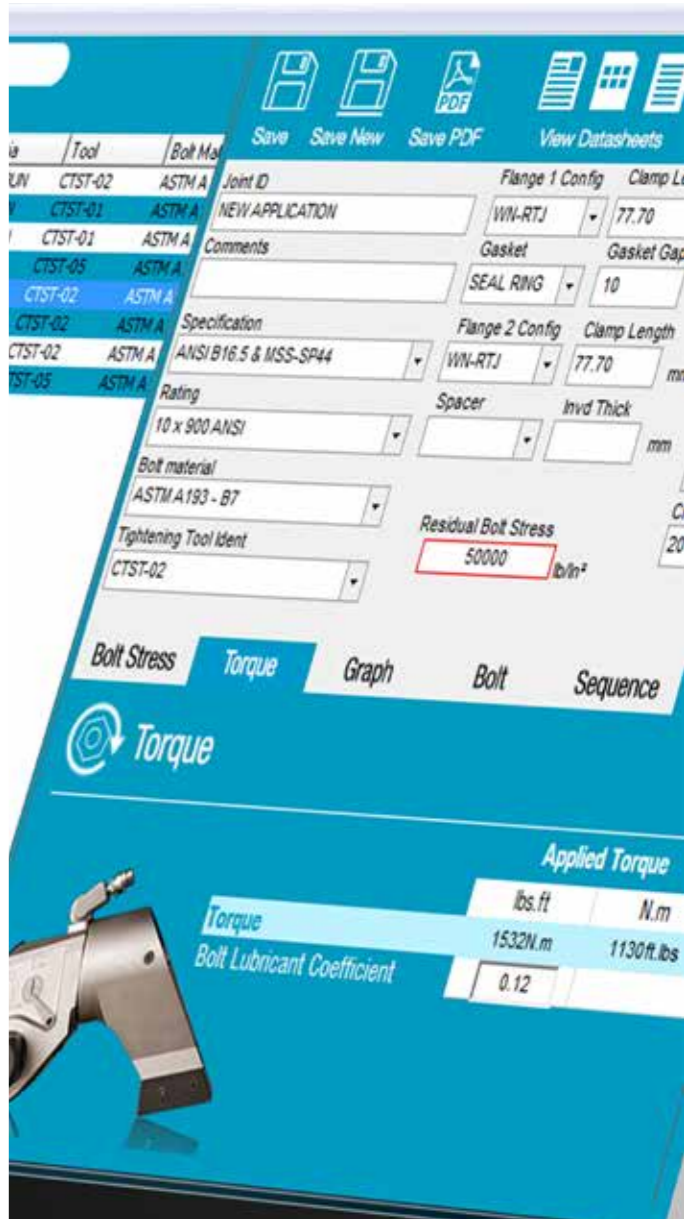 Save Save New Save PDF View Datasheets
Tool Bolt
CTST-02 ASTM A
CTST-01 ASTM A
CTST-01 ASTM A
CTST-05 ASTM A
CTST-02 ASTM A
CTST-02 ASTM A
CTST-02 ASTM A
ASTM A
Joint ID Flange 1 Config Clamp
NEW APPLICATION WN-RTJ 77.70
Comments Gasket Gasket Gap
SEAL RING 10
Specification Flange 2 Config Clamp Length
ANSI B16.5 & MSS-SP44 WN-RTJ 77.70
Rating Spacer Invd Thick
10 x 900 ANSI mm
Bolt material
ASTM A193 - B7
Tightening Tool Ident Residual Bolt Stress
CTST-02 50000 lb/in² 20
Bolt Stress Torque Graph Bolt Sequence
Torque
Applied Torque
lbs.ft N.m
Torque 1532N.m 1130ft.lbs
Bolt Lubricant Coefficient 0.12